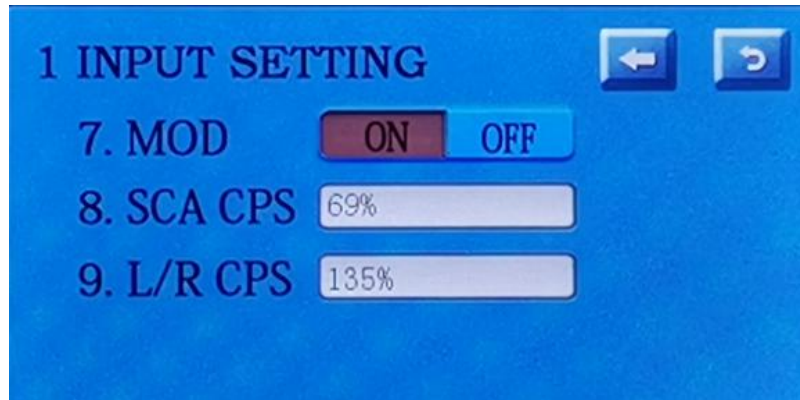 1 INPUT SETTING
7. MOD ON OFF
8. SCA CPS 69%
9. L/R CPS 135%